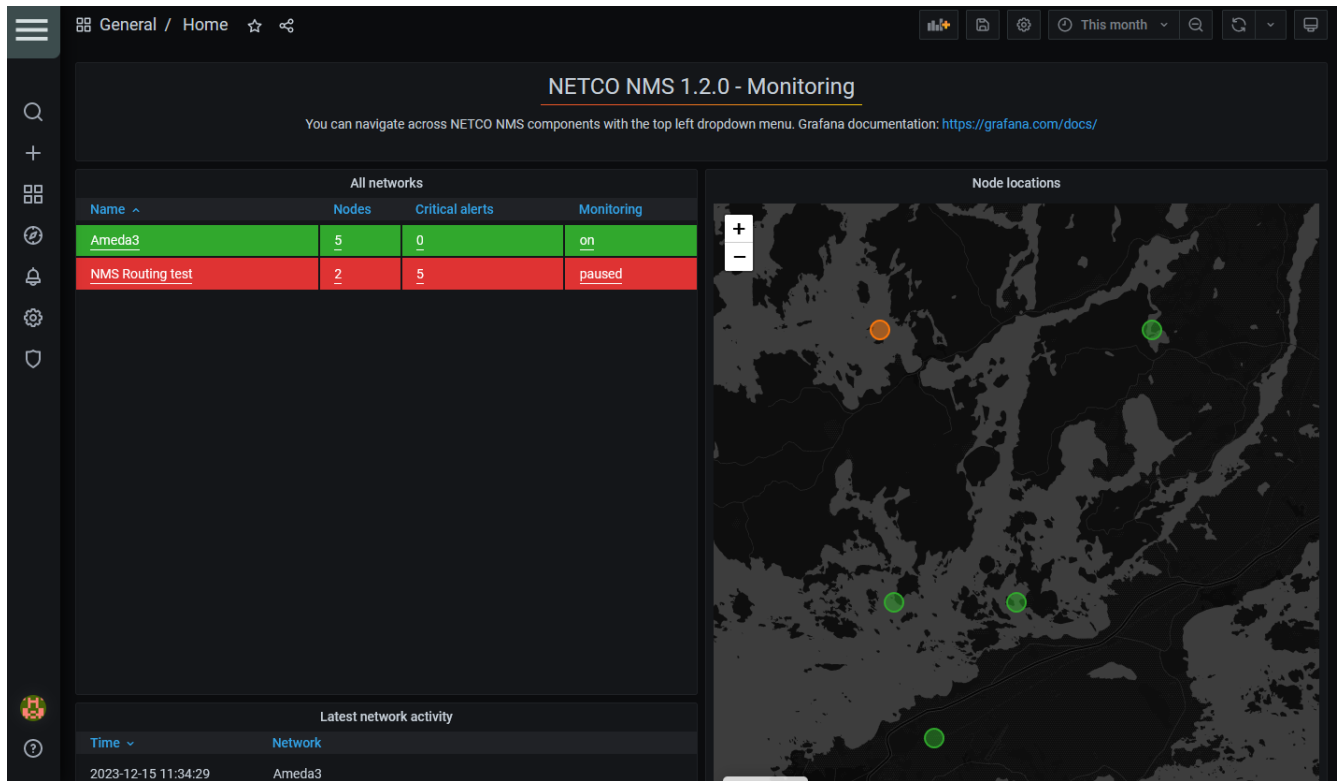 General / Home
This month
NETCO NMS 1.2.0 - Monitoring
You can navigate across NETCO NMS components with the top left dropdown menu. Grafana documentation: https://grafana.com/docs/
All networks
Name Nodes Critical alerts Monitoring
Ameda3 5 0 on
NMS Routing test 2 5 paused
Node locations
+
−
Latest network activity
Time Network
2023-12-15 11:34:29 Ameda3